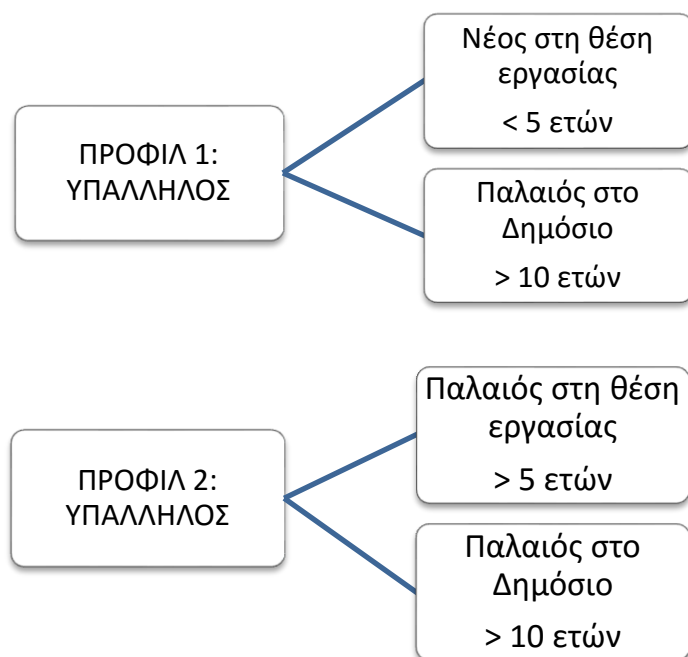 ΠΡΟΦΙΛ 1:
ΥΠΑΛΛΗΛΟΣ
Νέος στη θέση
εργασίας
< 5 ετών
Παλαιός στο
Δημόσιο
> 10 ετών
ΠΡΟΦΙΛ 2:
ΥΠΑΛΛΗΛΟΣ
Παλαιός στη θέση
εργασίας
> 5 ετών
Παλαιός στο
Δημόσιο
> 10 ετών